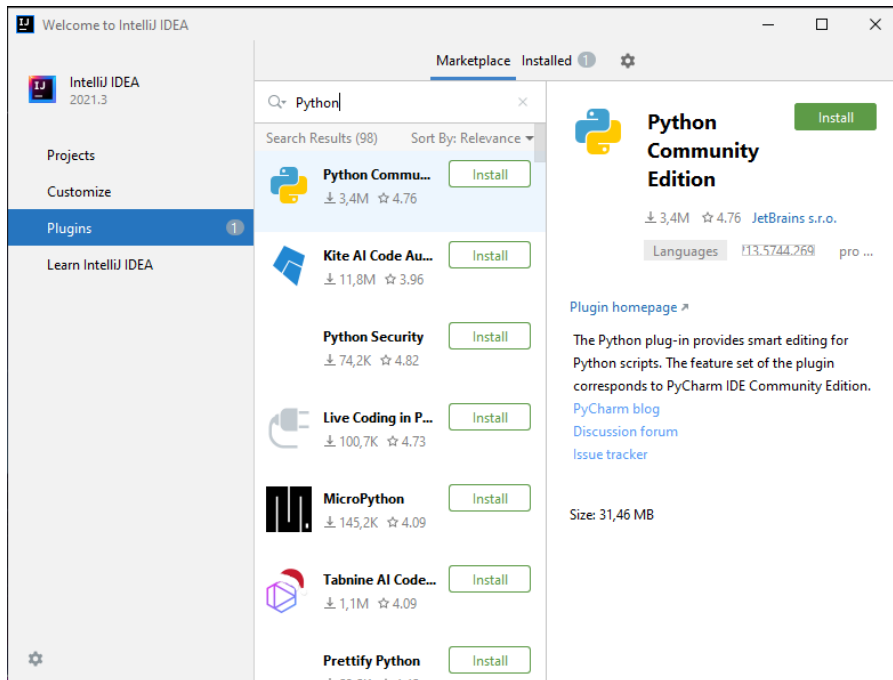 Welcome to IntelliJ IDEA
IntelliJ IDEA
2021.3
Projects
Customize
Plugins 1
Learn IntelliJ IDEA
Marketplace Installed 1
Python
Search Results (98) Sort By: Relevance
Python Commu... Install
3,4M 4.76
Kite AI Code Au... Install
11,8M 3.96
Python Security Install
74,2K 4.82
Live Coding in P... Install
100,7K 4.73
MicroPython Install
145,2K 4.09
Tabnine AI Code... Install
1,1M 4.09
Prettify Python Install
Python Install
Community
Edition
3,4M 4.76 JetBrains s.r.o.
Languages 213.5744.269 pro ...
Plugin homepage
The Python plug-in provides smart editing for
Python scripts. The feature set of the plugin
corresponds to PyCharm IDE Community Edition.
PyCharm blog
Discussion forum
Issue tracker
Size: 31,46 MB